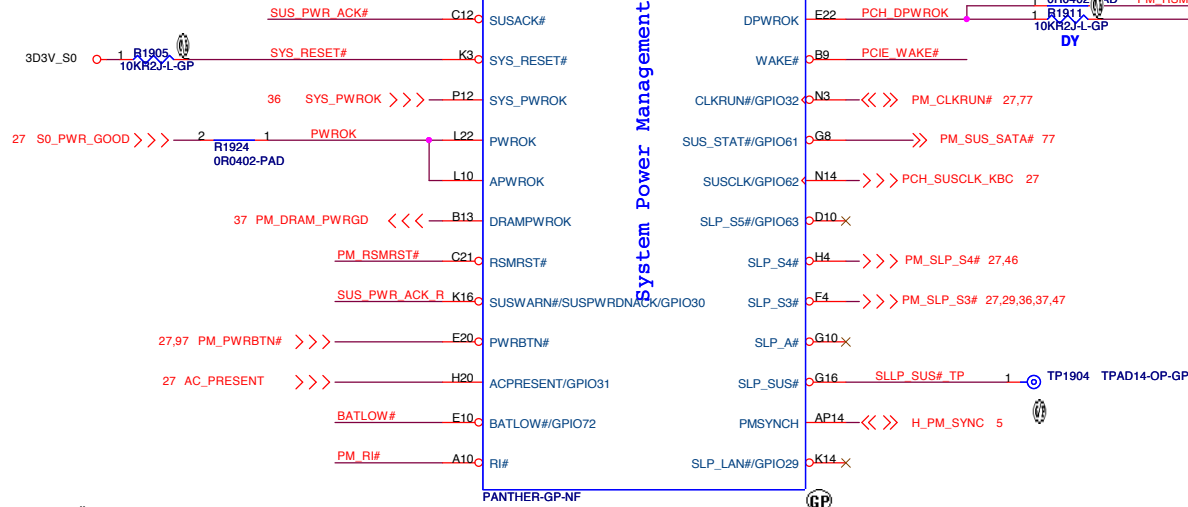 SUS_PWR_ACK# C12 SUSACK# DPWROK E22 PCH_DPWROK
1 R1911
10KR2J-L-GP
DY
3D3V_S0 1 R1905 SYS_RESET# K3 SYS_RESET# WAKE# B9 PCIE_WAKE#
10KR2J-L-GP
36 SYS_PWROK P12 SYS_PWROK CLKRUN#/GPIO32 N3 PM_CLKRUN# 27,77
27 S0_PWR_GOOD 2 1 PWROK L22 PWROK SUS_STAT#/GPIO61 G8 PM_SUS_SATA# 77
R1924
0R0402-PAD
L10 APWROK SUSCLK/GPIO62 N14 PCH_SUSCLK_KBC 27
37 PM_DRAM_PWRGD B13 DRAMPWROK SLP_S5#/GPIO63 D10
PM_RSMRST# C21 RSMRST# SLP_S4# H4 PM_SLP_S4# 27,46
SUS_PWR_ACK_R K16 SUSWARN#/SUSPWRDNACK/GPIO30 SLP_S3# F4 PM_SLP_S3# 27,29,36,37,47
27,97 PM_PWRBTN# E20 PWRBTN# SLP_A# G10
27 AC_PRESENT H20 ACPRESENT/GPIO31 SLP_SUS# G16 SLLP_SUS#_TP 1 TP1904 TPAD14-OP-GP
BATLOW# E10 BATLOW#/GPIO72 PMSYNCH AP14 H_PM_SYNC 5
PM_RI# A10 RI# SLP_LAN#/GPIO29 K14
System Power Management
PANTHER-GP-NF
GP